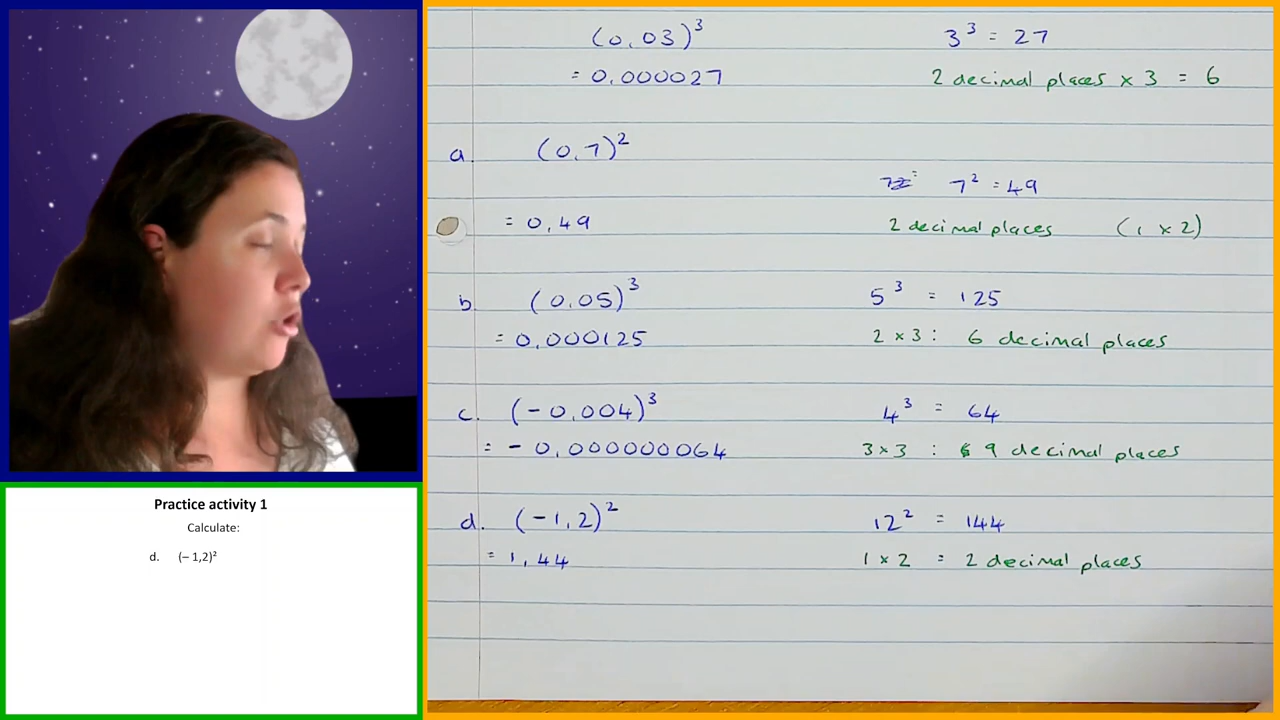 (0,03)³ 3³ = 27
= 0,000027 2 decimal places × 3 = 6
a. (0,7)²
7² = 49
= 0,49 2 decimal places (1 × 2)
b. (0,05)³ 5³ = 125
= 0,000125 2 × 3 : 6 decimal places
c. (-0,004)³ 4³ = 64
= - 0,000000064 3×3 : 9 decimal places
d. (-1,2)² 12² = 144
= 1,44 1 × 2 = 2 decimal places
Practice activity 1
Calculate:
d. (– 1,2)²